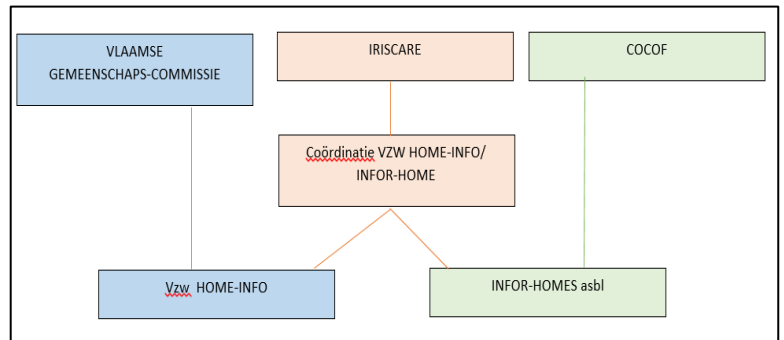 VLAAMSE
GEMEENSCHAPS-COMMISSIE
IRISCARE
COCOF
Coördinatie VZW HOME-INFO/
INFOR-HOME
Vzw HOME-INFO
INFOR-HOMES asbl